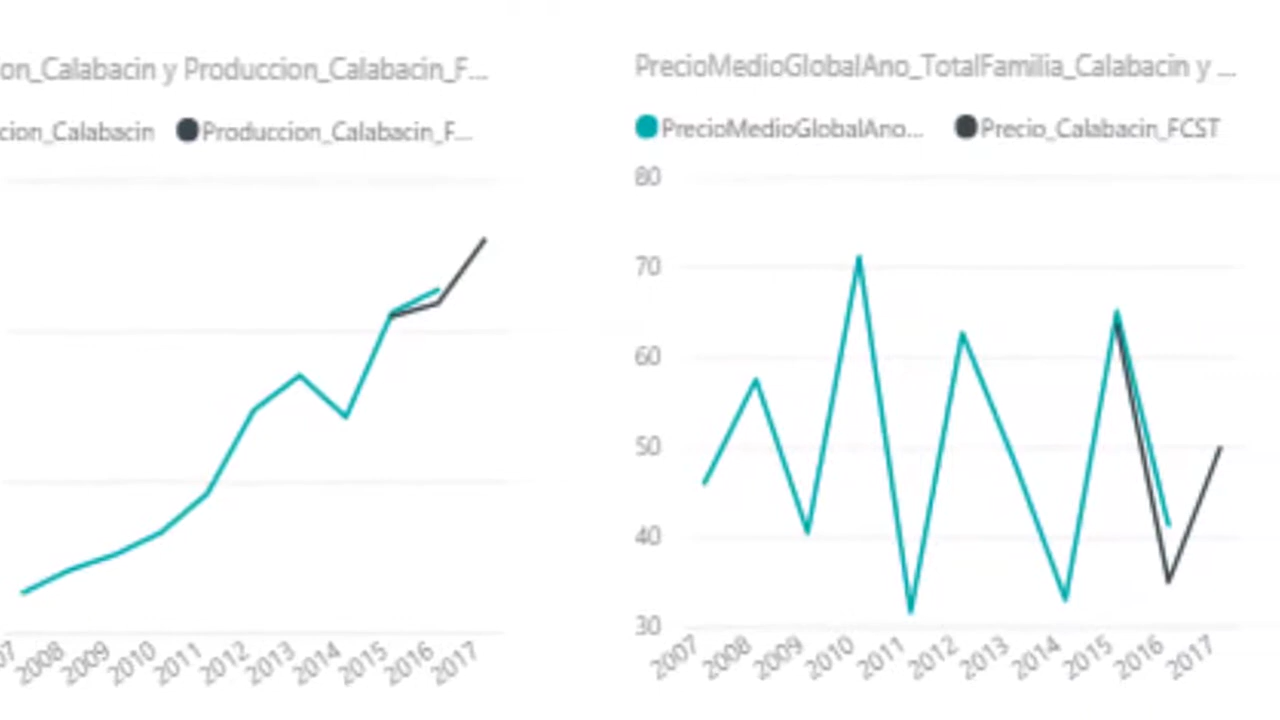 on_Calabacin y Produccion_Calabacin_F...
cion_Calabacin Produccion_Calabacin_F...
07 2008 2009 2010 2011 2012 2013 2014 2015 2016 2017
PrecioMedioGlobalAno_TotalFamilia_Calabacin y ...
PrecioMedioGlobalAno... Precio_Calabacin_FCST
80
70
60
50
40
30
2007 2008 2009 2010 2011 2012 2013 2014 2015 2016 2017